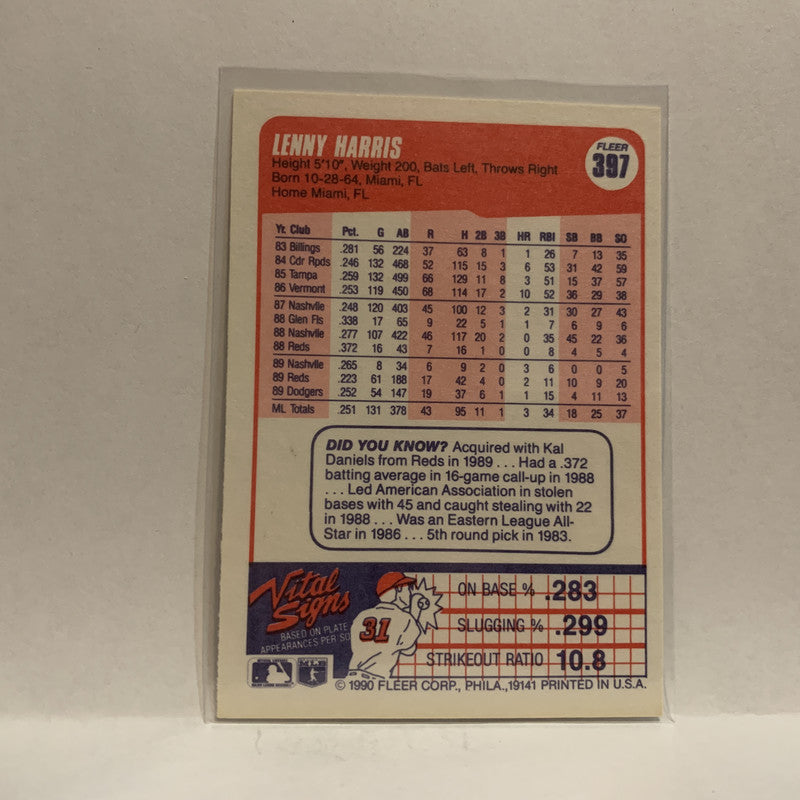 LENNY HARRIS
FLEER
397
Height 5'10", Weight 200, Bats Left, Throws Right
Born 10-28-64, Miami, FL
Home Miami, FL
Yr. Club Pct. G AB R H 2B 3B HR RBI SB BB SO
83 Billings .281 56 224 37 63 8 1 1 26 7 13 35
84 Cdr Rpds .246 132 468 52 115 15 3 6 53 31 42 59
85 Tampa .259 132 499 66 129 11 8 3 51 15 37 57
86 Vermont .253 119 450 68 114 17 2 10 52 36 29 38
87 Nashvlle .248 120 403 45 100 12 3 2 31 30 27 43
88 Glen Fls .338 17 65 9 22 5 1 1 7 6 9 6
88 Nashvlle .277 107 422 46 117 20 2 0 35 45 22 36
88 Reds .372 16 43 7 16 1 0 0 8 4 5 4
89 Nashvlle .265 8 34 6 9 2 0 3 6 0 0 5
89 Reds .223 61 188 17 42 4 0 2 11 10 9 20
89 Dodgers .252 54 147 19 37 6 1 1 15 4 11 13
ML Totals .251 131 378 43 95 11 1 3 34 18 25 37
DID YOU KNOW? Acquired with Kal
Daniels from Reds in 1989 . . . Had a .372
batting average in 16-game call-up in 1988
. . . Led American Association in stolen
bases with 45 and caught stealing with 22
in 1988 . . . Was an Eastern League All-
Star in 1986 . . . 5th round pick in 1983.
Vital
Signs
BASED ON PLATE
APPEARANCES PER SO
31
ON BASE % .283
SLUGGING % .299
STRIKEOUT RATIO 10.8
© 1990 FLEER CORP., PHILA., 19141 PRINTED IN U.S.A.